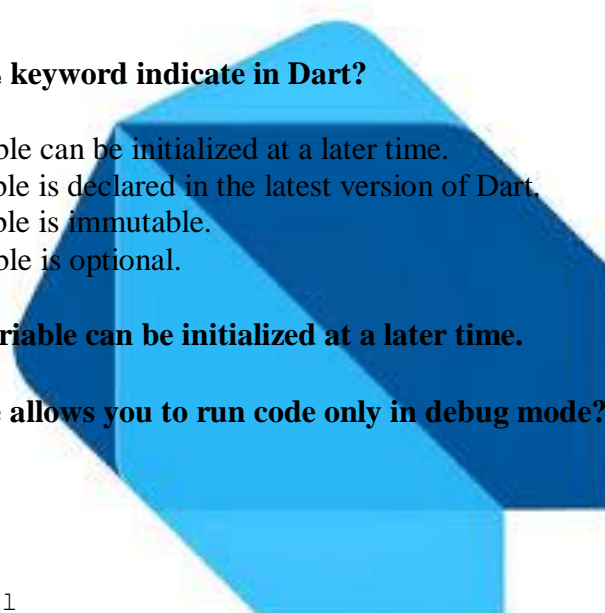 keyword indicate in Dart?
ble can be initialized at a later time.
ble is declared in the latest version of Dart.
ble is immutable.
ble is optional.
riable can be initialized at a later time.
allows you to run code only in debug mode?
l